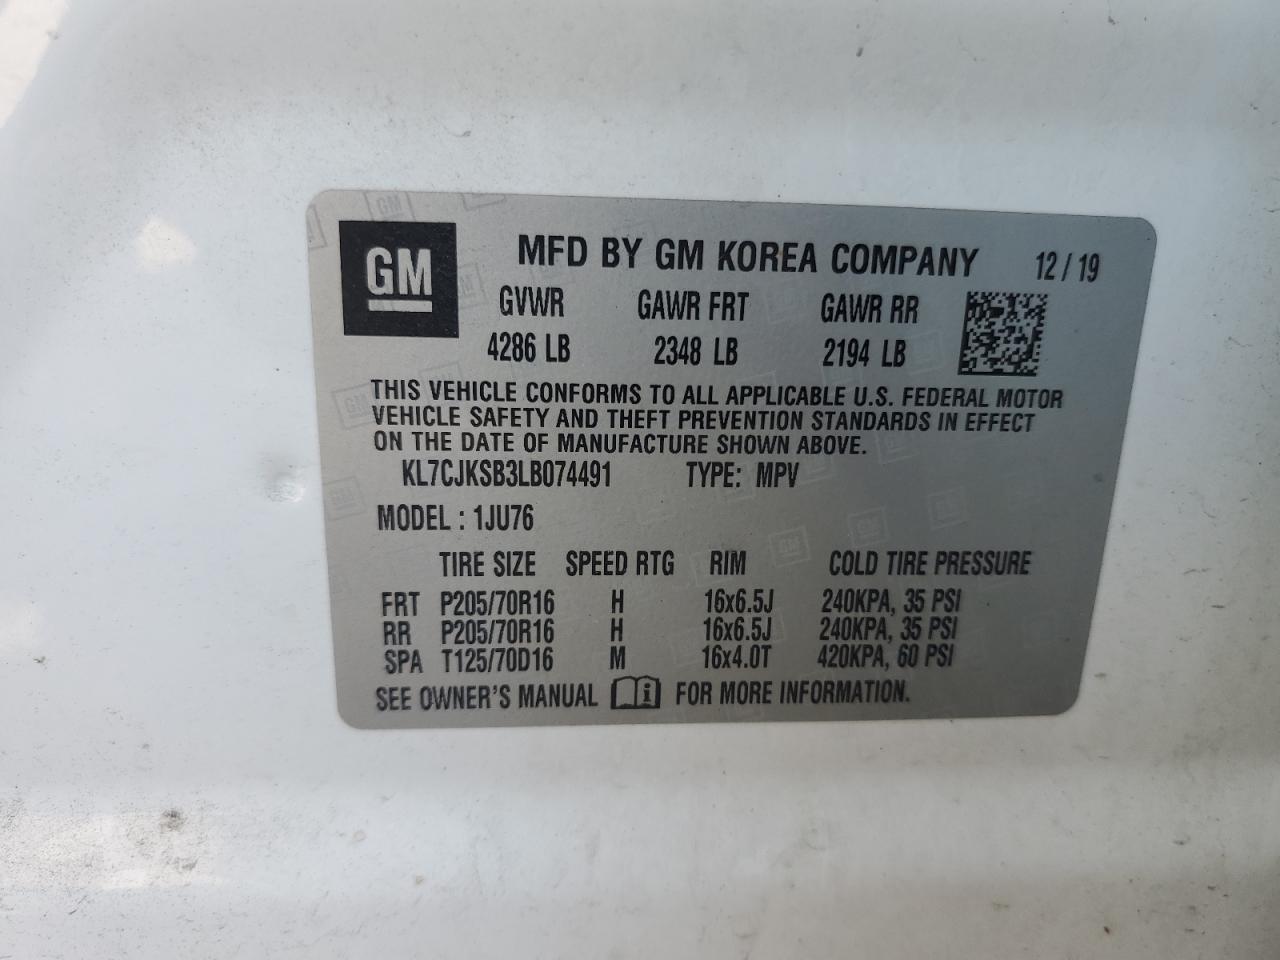 GM
MFD BY GM KOREA COMPANY 12/19
GVWR GAWR FRT GAWR RR
4286 LB 2348 LB 2194 LB
THIS VEHICLE CONFORMS TO ALL APPLICABLE U.S. FEDERAL MOTOR
VEHICLE SAFETY AND THEFT PREVENTION STANDARDS IN EFFECT
ON THE DATE OF MANUFACTURE SHOWN ABOVE.
KL7CJKSB3LB074491 TYPE: MPV
MODEL : 1JU76
TIRE SIZE SPEED RTG RIM COLD TIRE PRESSURE
FRT P205/70R16 H 16x6.5J 240KPA, 35 PSI
RR P205/70R16 H 16x6.5J 240KPA, 35 PSI
SPA T125/70D16 M 16x4.0T 420KPA, 60 PSI
SEE OWNER'S MANUAL i FOR MORE INFORMATION.